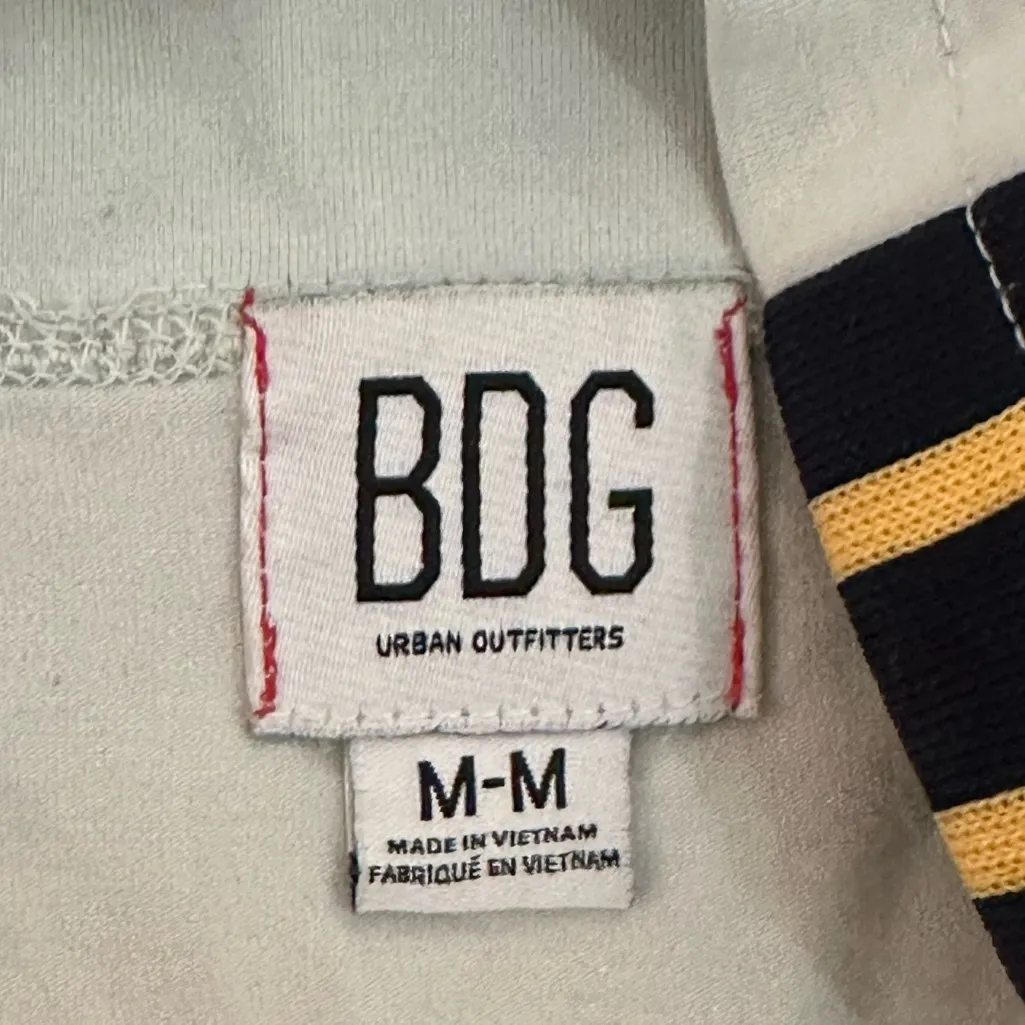 BDG
URBAN OUTFITTERS
M-M
MADE IN VIETNAM
FABRIQUÉ EN VIETNAM